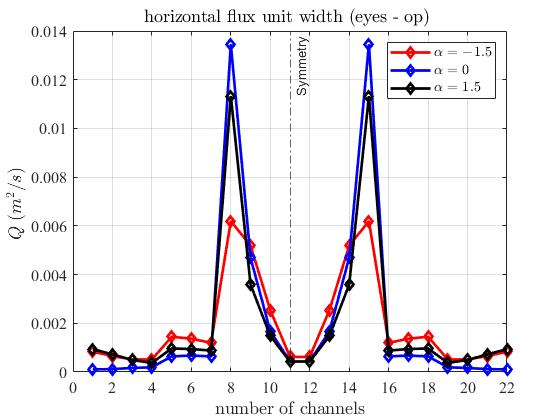 horizontal flux unit width (eyes - op)
0.014
0.012
0.01
0.008
0.006
0.004
0.002
0
Q (m²/s)
Symmetry
α = −1.5
α = 0
α = 1.5
0 2 4 6 8 10 12 14 16 18 20 22
number of channels